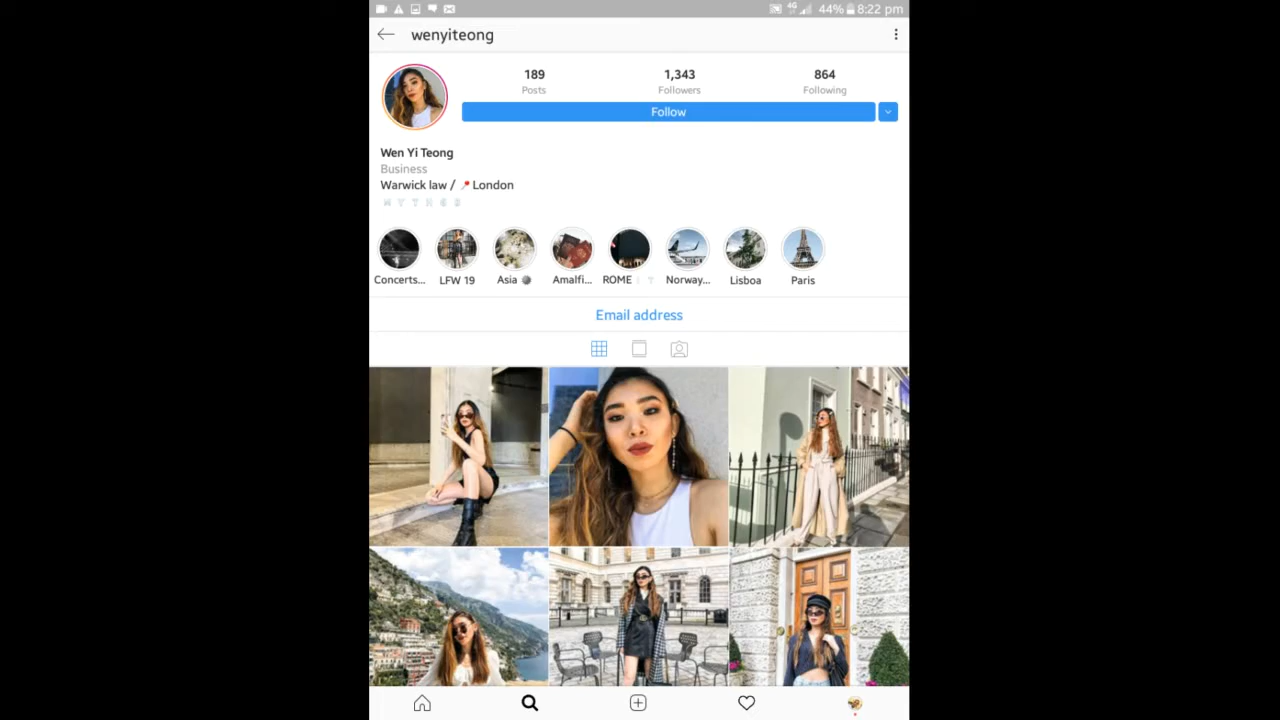 4G 44% 8:22 pm
wenyiteong
189 1,343 864
Posts Followers Following
Follow
Wen Yi Teong
Business
Warwick law / 📍London
Concerts... LFW 19 Asia Amalfi... ROME Norway... Lisboa Paris
Email address